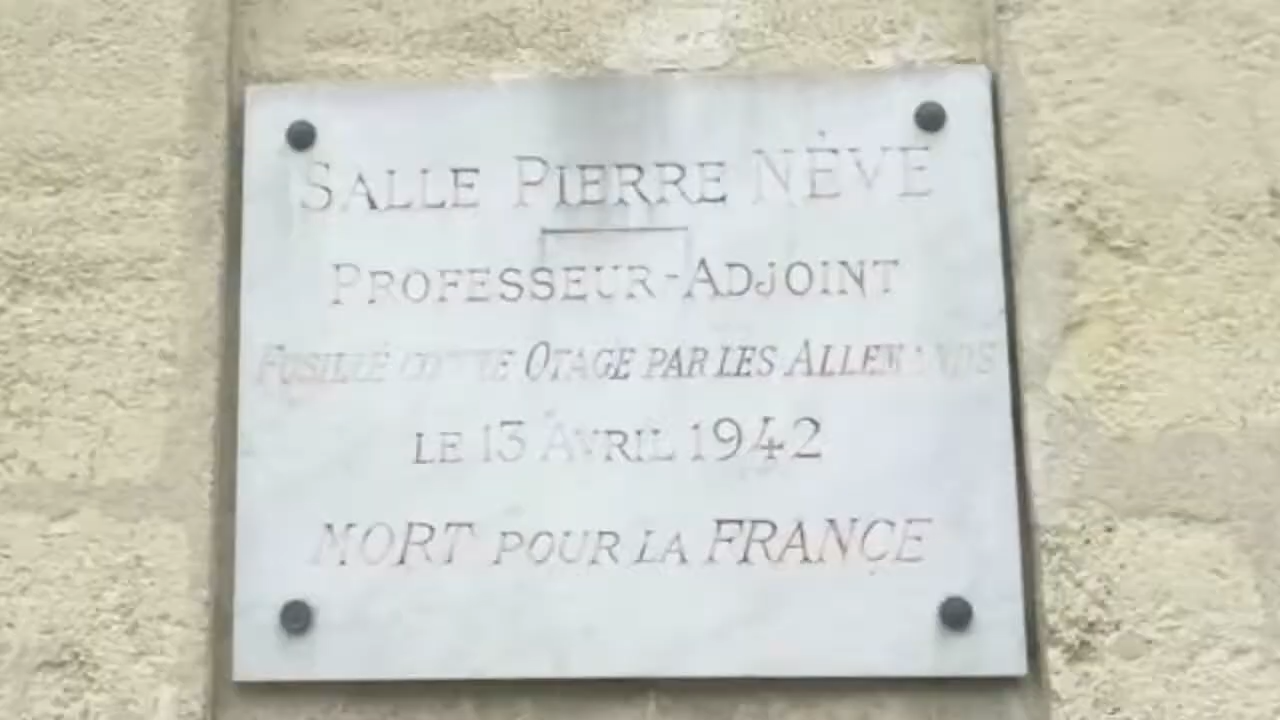 SALLE PIERRE NÈVE
PROFESSEUR-ADJOINT
FUSILLÉ COMME OTAGE PAR LES ALLEMANDS
LE 13 AVRIL 1942
MORT POUR LA FRANCE